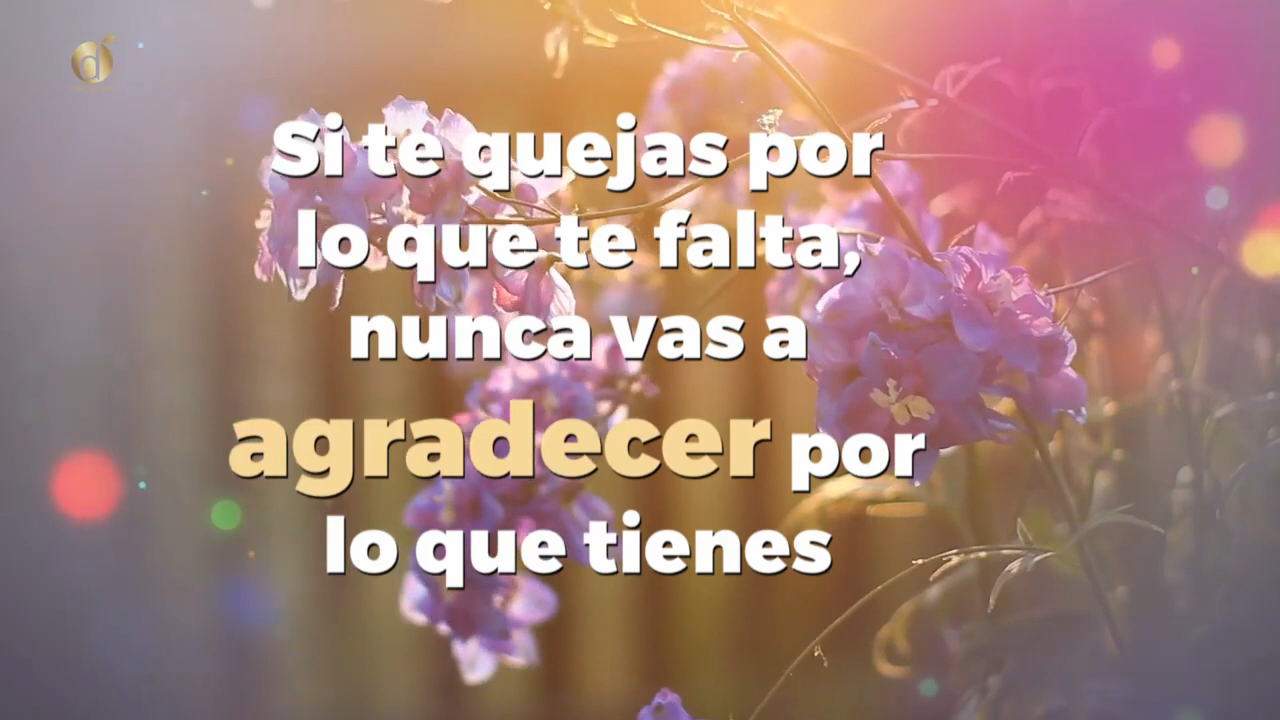 Si te quejas por
lo que te falta,
nunca vas a
agradecer por
lo que tienes